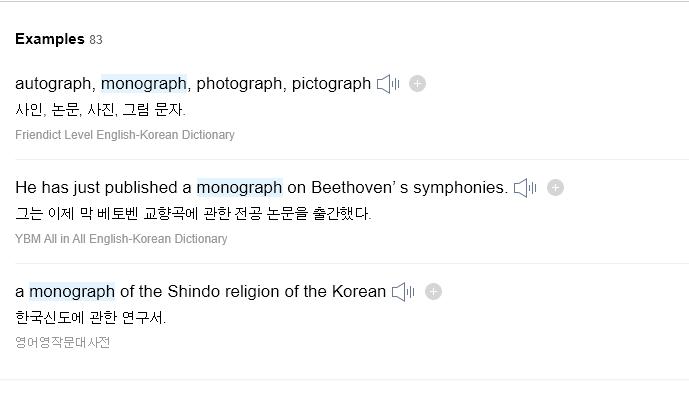 Examples 83
autograph, monograph, photograph, pictograph
사인, 논문, 사진, 그림 문자.
Friendict Level English-Korean Dictionary
He has just published a monograph on Beethoven’ s symphonies.
그는 이제 막 베토벤 교향곡에 관한 전공 논문을 출간했다.
YBM All in All English-Korean Dictionary
a monograph of the Shindo religion of the Korean
한국신도에 관한 연구서.
영어영작문대사전